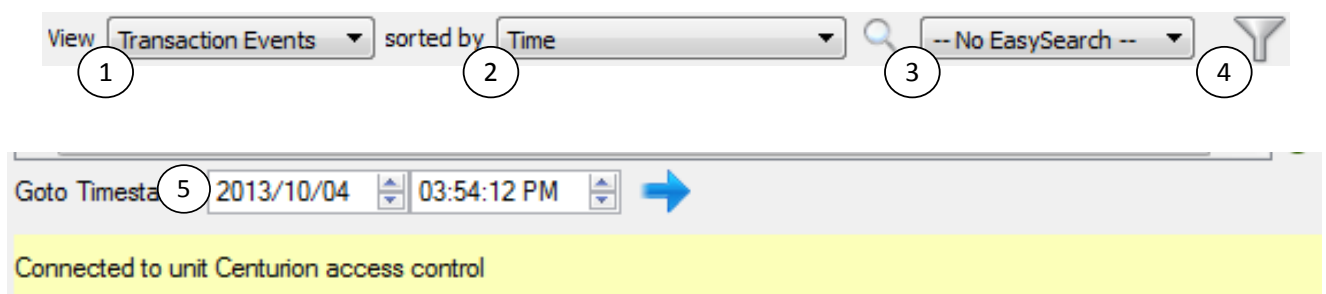 View Transaction Events sorted by Time -- No EasySearch --
1 2 3 4
Goto Timesta 5 2013/10/04 03:54:12 PM
Connected to unit Centurion access control